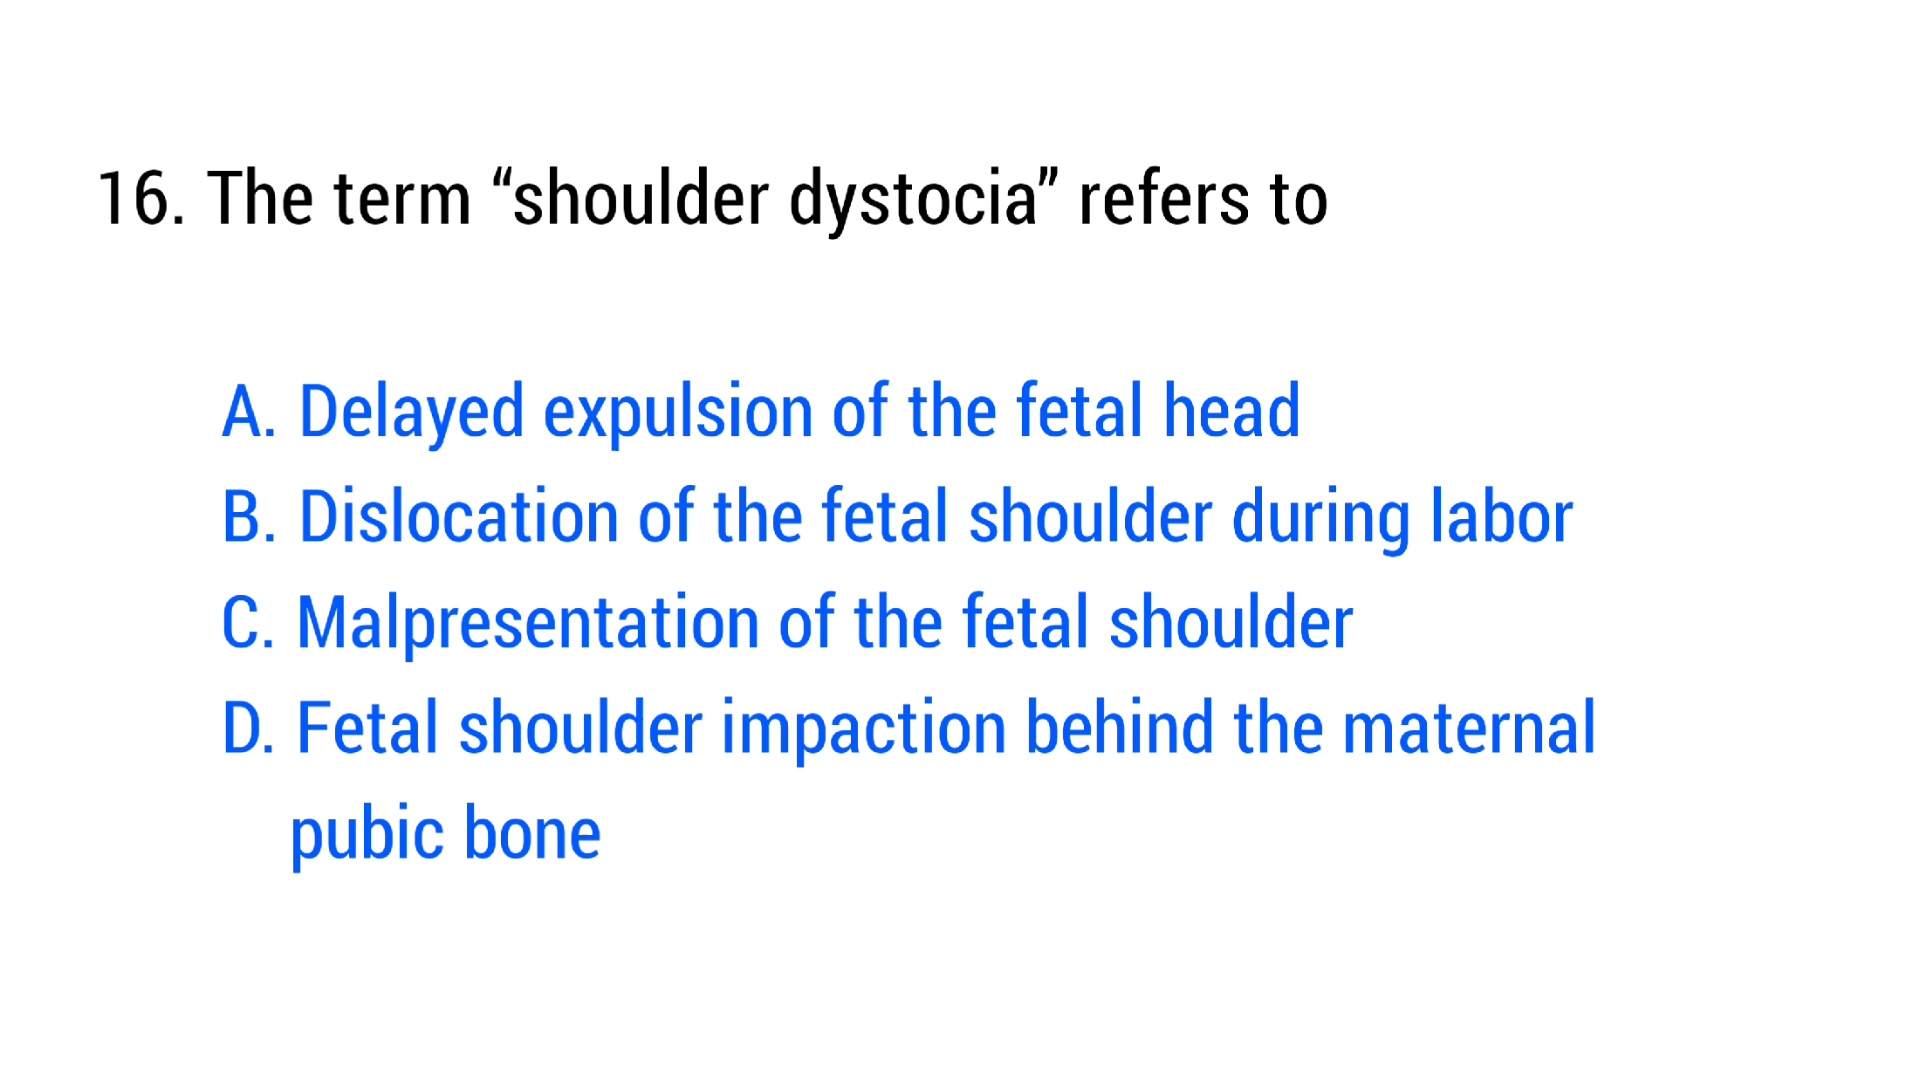 16. The term “shoulder dystocia” refers to
A. Delayed expulsion of the fetal head
B. Dislocation of the fetal shoulder during labor
C. Malpresentation of the fetal shoulder
D. Fetal shoulder impaction behind the maternal
pubic bone